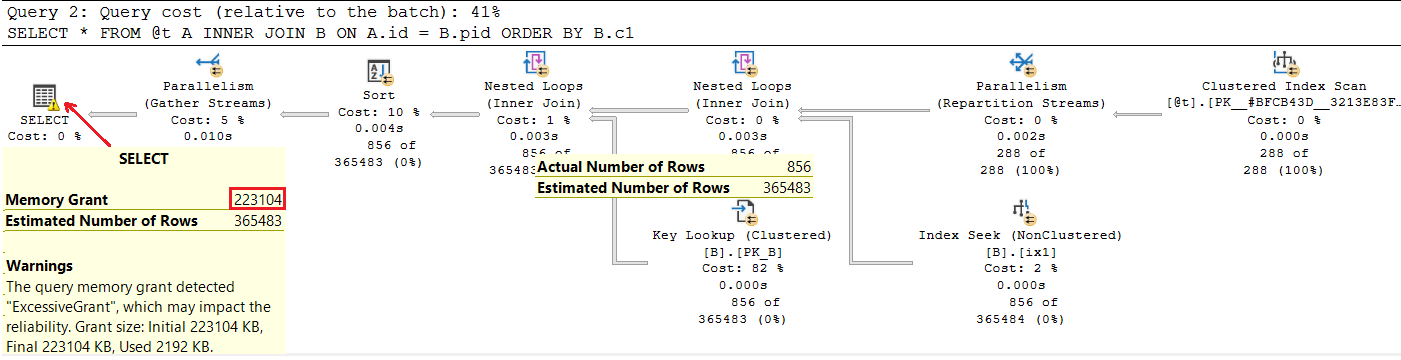 Query 2: Query cost (relative to the batch): 41%
SELECT * FROM @t A INNER JOIN B ON A.id = B.pid ORDER BY B.c1
SELECT
Cost: 0 %
Parallelism
(Gather Streams)
Cost: 5 %
0.010s
Sort
Cost: 10 %
0.004s
856 of
365483 (0%)
Nested Loops
(Inner Join)
Cost: 1 %
0.003s
856 of
365483
Nested Loops
(Inner Join)
Cost: 0 %
0.003s
856 of
Parallelism
(Repartition Streams)
Cost: 0 %
0.002s
288 of
288 (100%)
Clustered Index Scan
[@t].[PK__#BFCB43D__3213E83F…
Cost: 0 %
0.000s
288 of
288 (100%)
SELECT
Memory Grant 223104
Estimated Number of Rows 365483
Warnings
The query memory grant detected
"ExcessiveGrant", which may impact the
reliability. Grant size: Initial 223104 KB,
Final 223104 KB, Used 2192 KB.
Actual Number of Rows 856
Estimated Number of Rows 365483
Key Lookup (Clustered)
[B].[PK_B]
Cost: 82 %
0.000s
856 of
365483 (0%)
Index Seek (NonClustered)
[B].[ix1]
Cost: 2 %
0.000s
856 of
365484 (0%)